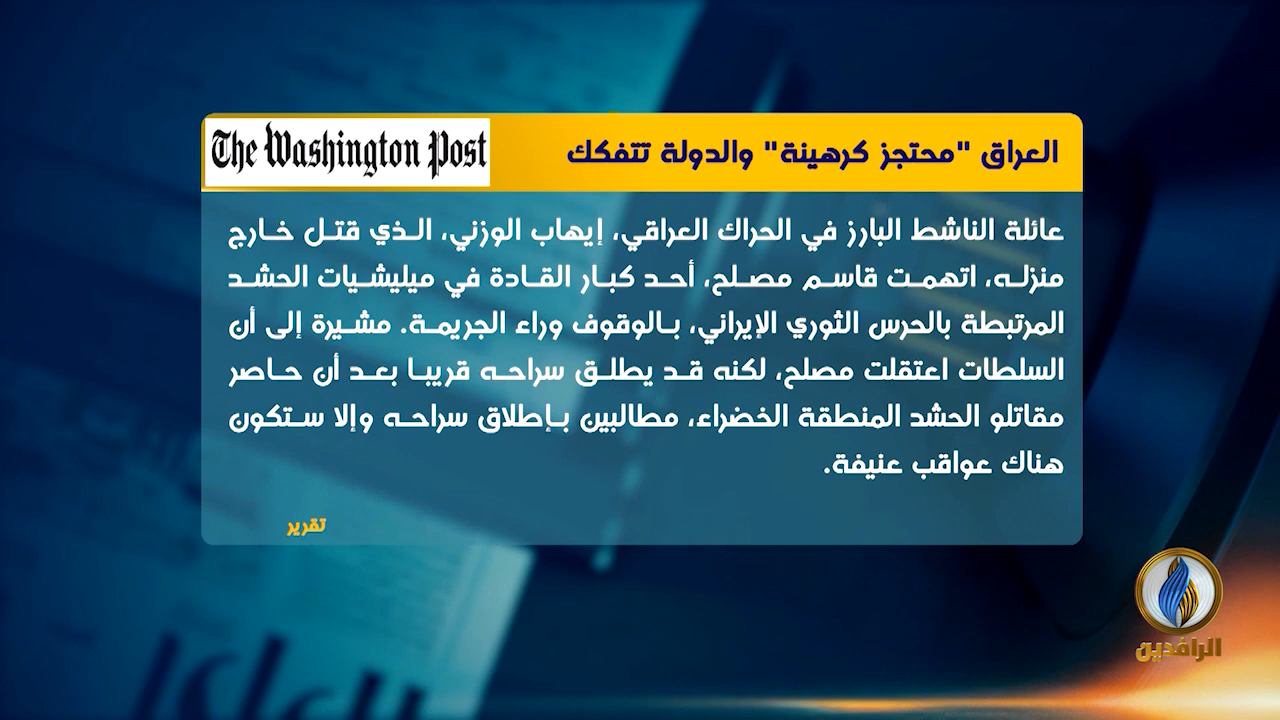 العراق "محتجز كرهينة" والدولة تتفكك
The Washington Post
عائلة الناشط البارز في الحراك العراقي، إيهاب الوزني، الذي قتل خارج
منزله، اتهمت قاسم مصلح، أحد كبار القادة في ميليشيات الحشد
المرتبطة بالحرس الثوري الإيراني، بالوقوف وراء الجريمة. مشيرة إلى أن
السلطات اعتقلت مصلح، لكنه قد يطلق سراحه قريبا بعد أن حاصر
مقاتلو الحشد المنطقة الخضراء، مطالبين بإطلاق سراحه وإلا ستكون
هناك عواقب عنيفة.
تقرير
الرافدين